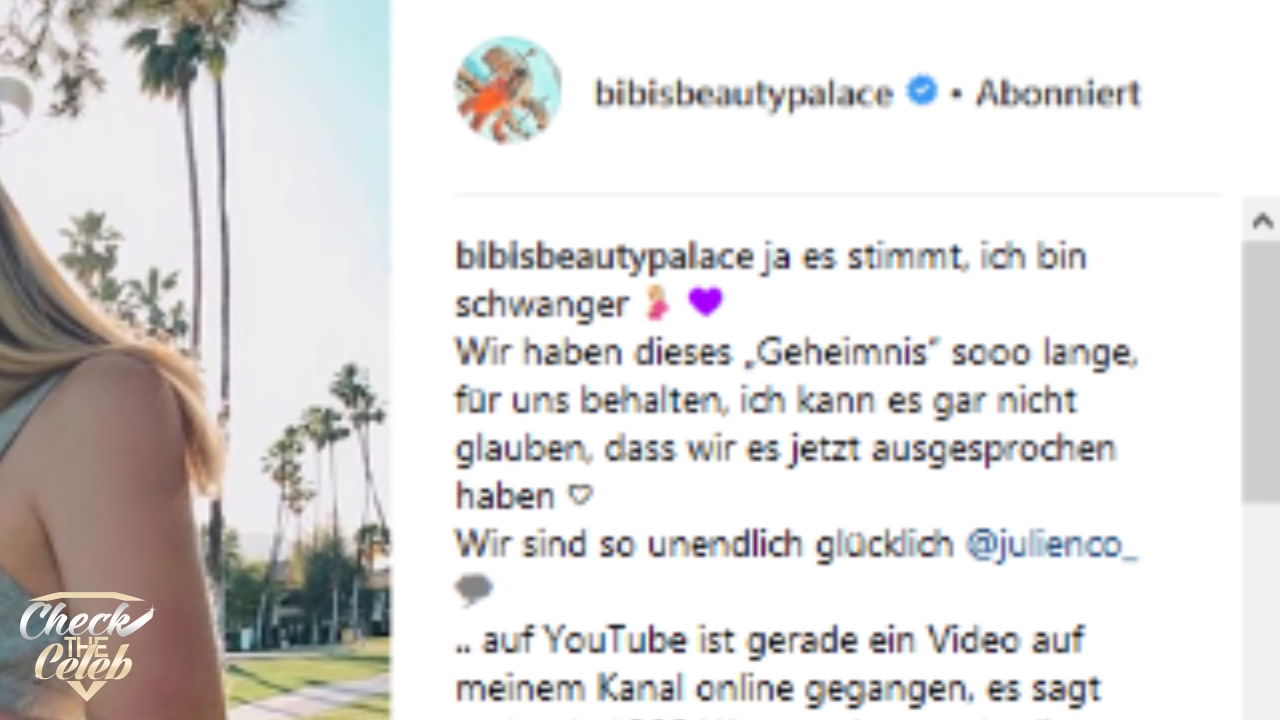 bibisbeautypalace • Abonniert
bibisbeautypalace ja es stimmt, ich bin
schwanger 🤰 💜
Wir haben dieses „Geheimnis“ sooo lange,
für uns behalten, ich kann es gar nicht
glauben, dass wir es jetzt ausgesprochen
haben ♡
Wir sind so unendlich glücklich @julienco_
💭
.. auf YouTube ist gerade ein Video auf
meinem Kanal online gegangen, es sagt
Check
THE
Celeb